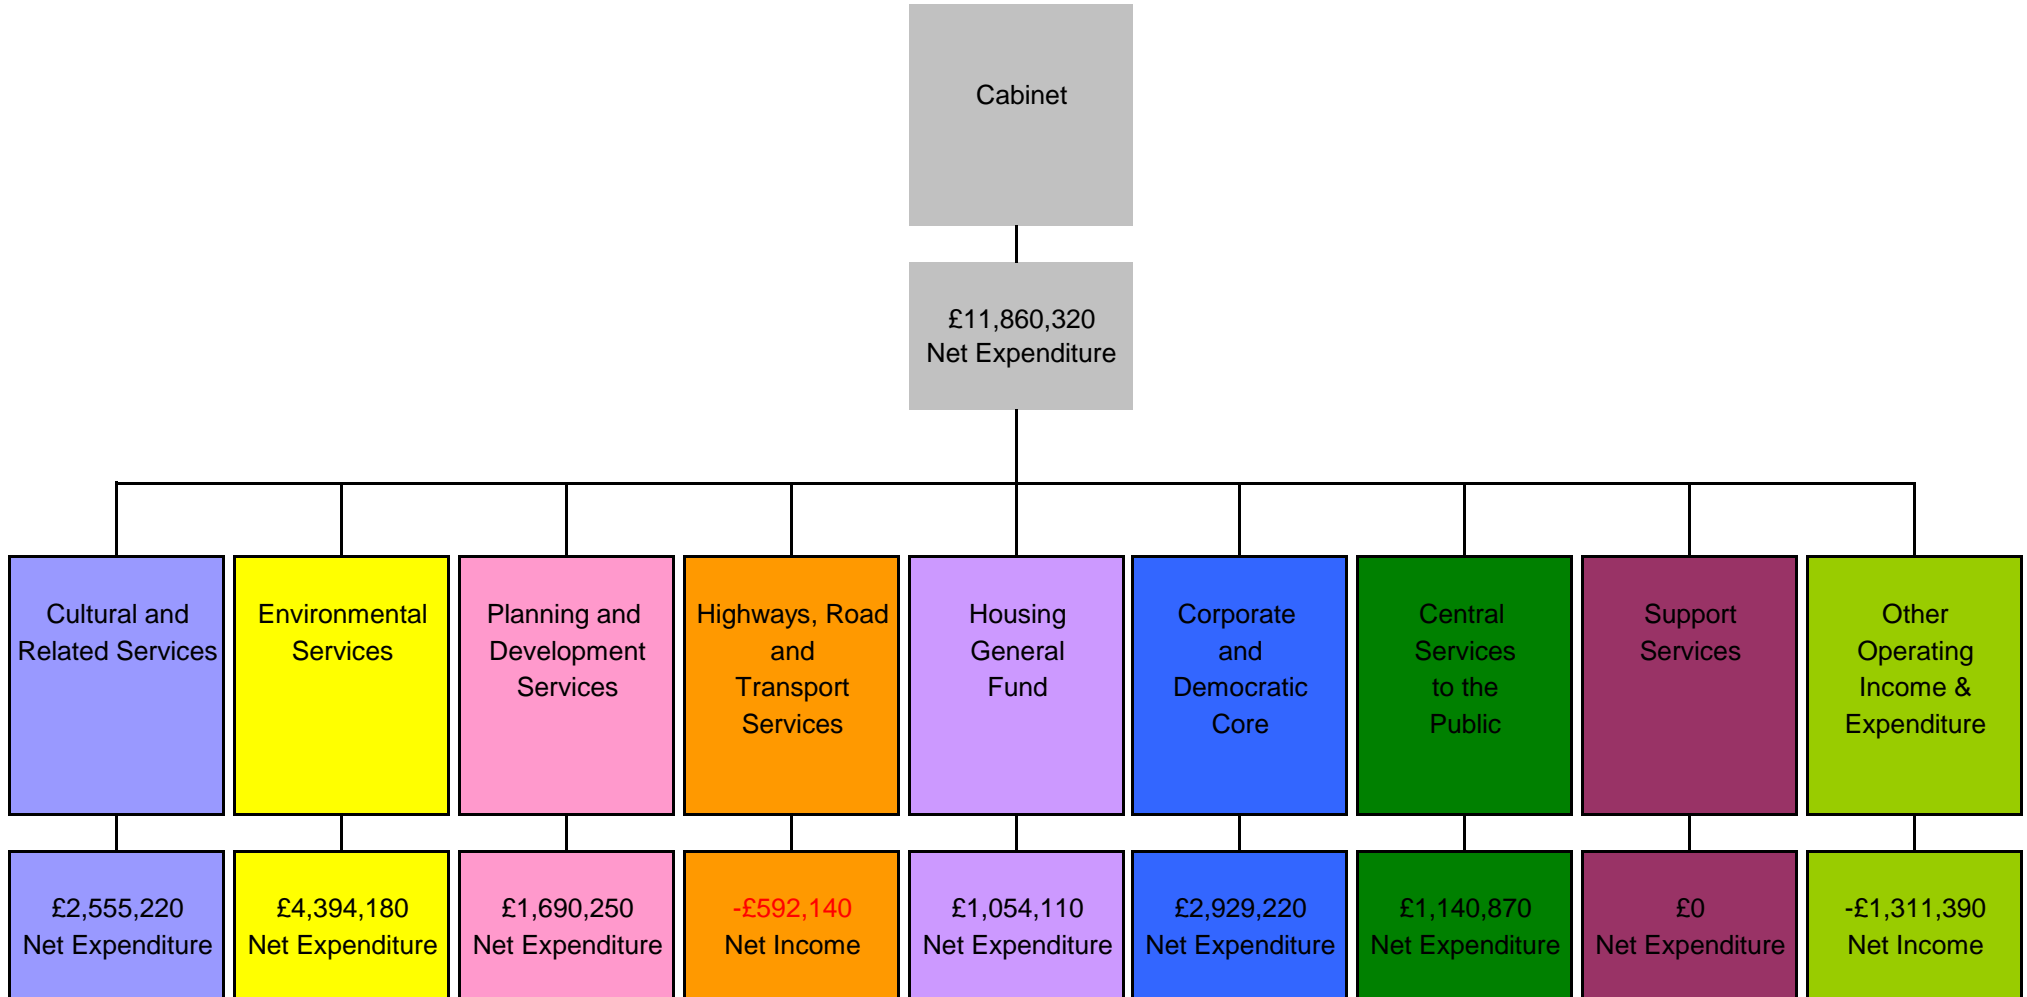 Cabinet
£11,860,320
Net Expenditure
Cultural and
Related Services
Environmental
Services
Planning and
Development
Services
Highways, Road
and
Transport
Services
Housing
General
Fund
Corporate
and
Democratic
Core
Central
Services
to the
Public
Support
Services
Other
Operating
Income &
Expenditure
£2,555,220
Net Expenditure
£4,394,180
Net Expenditure
£1,690,250
Net Expenditure
-£592,140
Net Income
£1,054,110
Net Expenditure
£2,929,220
Net Expenditure
£1,140,870
Net Expenditure
£0
Net Expenditure
-£1,311,390
Net Income